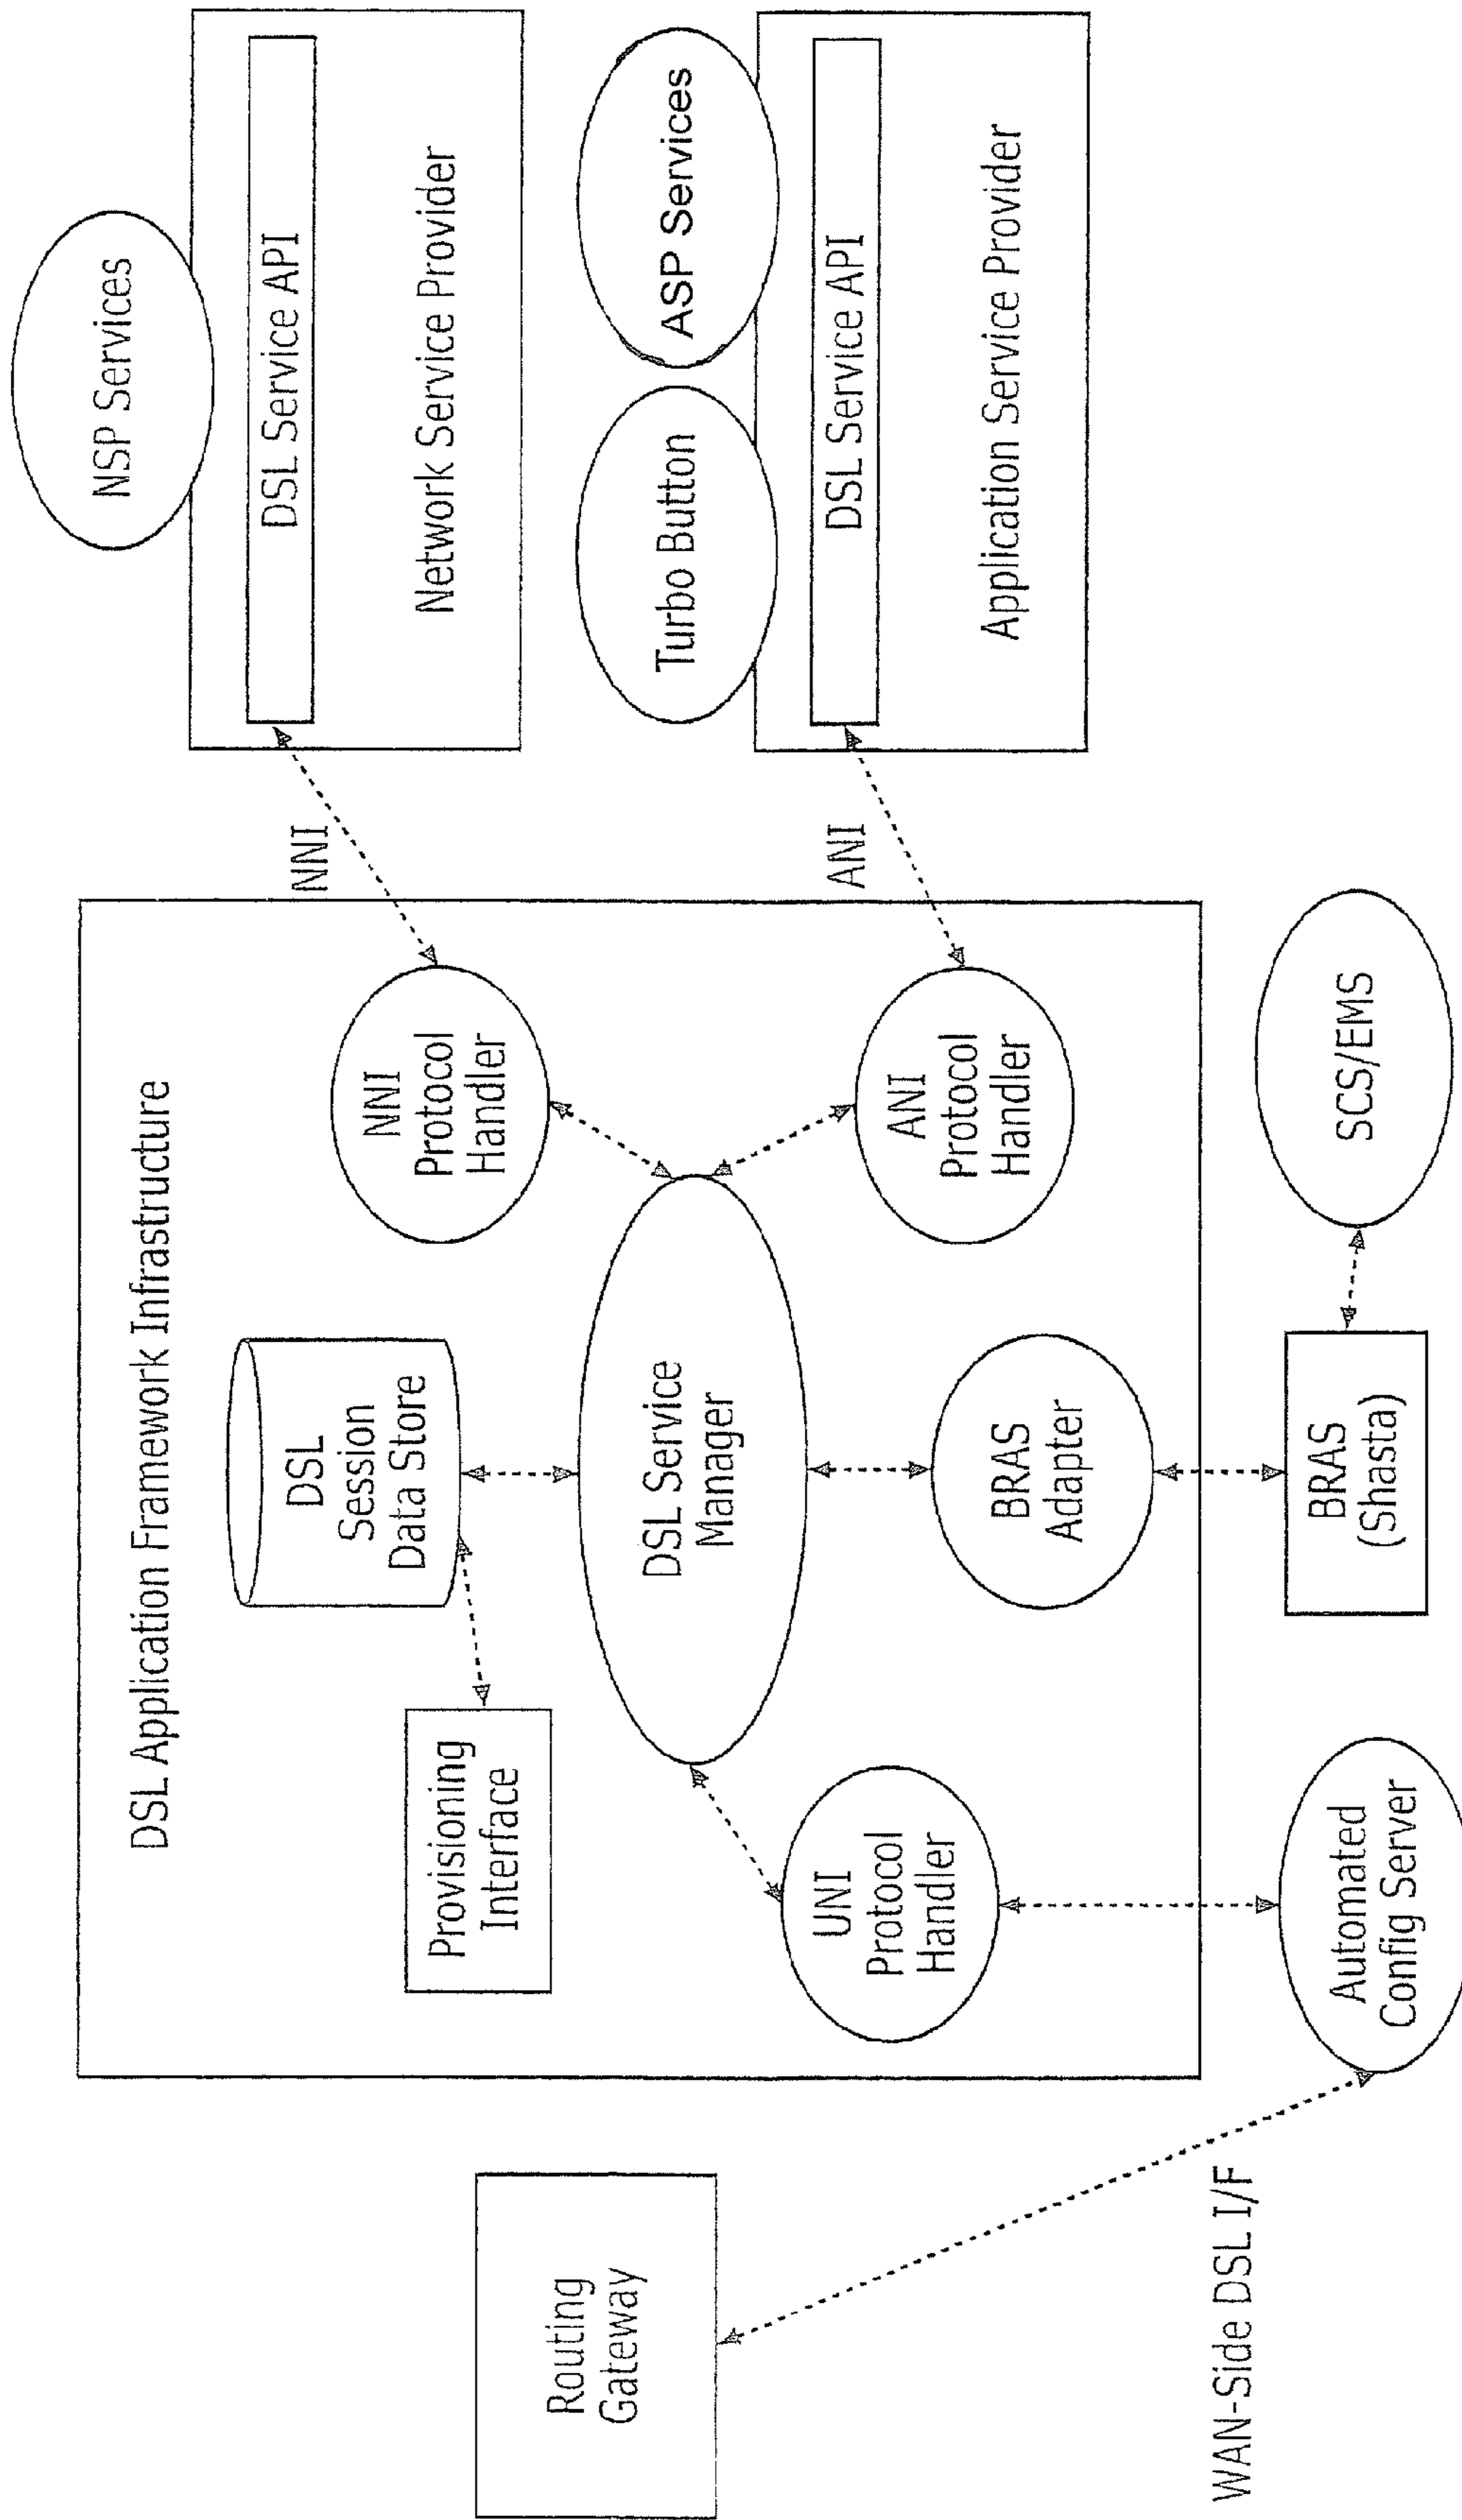 DSL Application Framework Infrastructure
Routing
Gateway
Provisioning
Interface
DSL
Session
Data Store
NNI
Protocol
Handler
NNI
NSP Services
DSL Service API
Network Service Provider
DSL Service
Manager
UNI
Protocol
Handler
BRAS
Adapter
ANI
Protocol
Handler
ANI
Turbo Button
ASP Services
DSL Service API
Application Service Provider
WAN-Side DSL I/F
Automated
Config Server
BRAS
(Shasta)
SCS/EMS